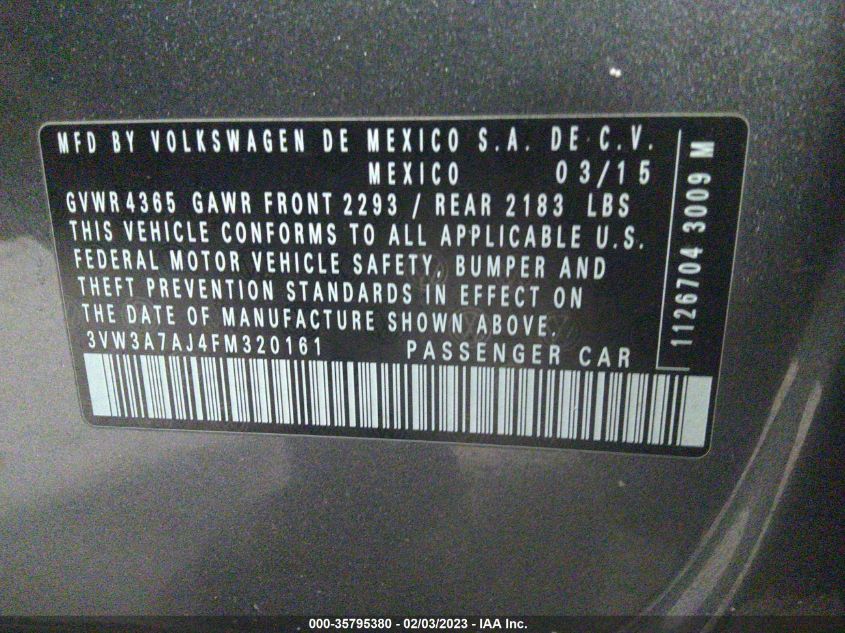 MFD BY VOLKSWAGEN DE MEXICO S.A. DE C.V.
MEXICO 03/15
GVWR 4365 GAWR FRONT 2293 / REAR 2183 LBS
THIS VEHICLE CONFORMS TO ALL APPLICABLE U.S.
FEDERAL MOTOR VEHICLE SAFETY, BUMPER AND
THEFT PREVENTION STANDARDS IN EFFECT ON
THE DATE OF MANUFACTURE SHOWN ABOVE.
3VW3A7AJ4FM320161 PASSENGER CAR
1126704 3009 M
000-35795380 - 02/03/2023 - IAA Inc.